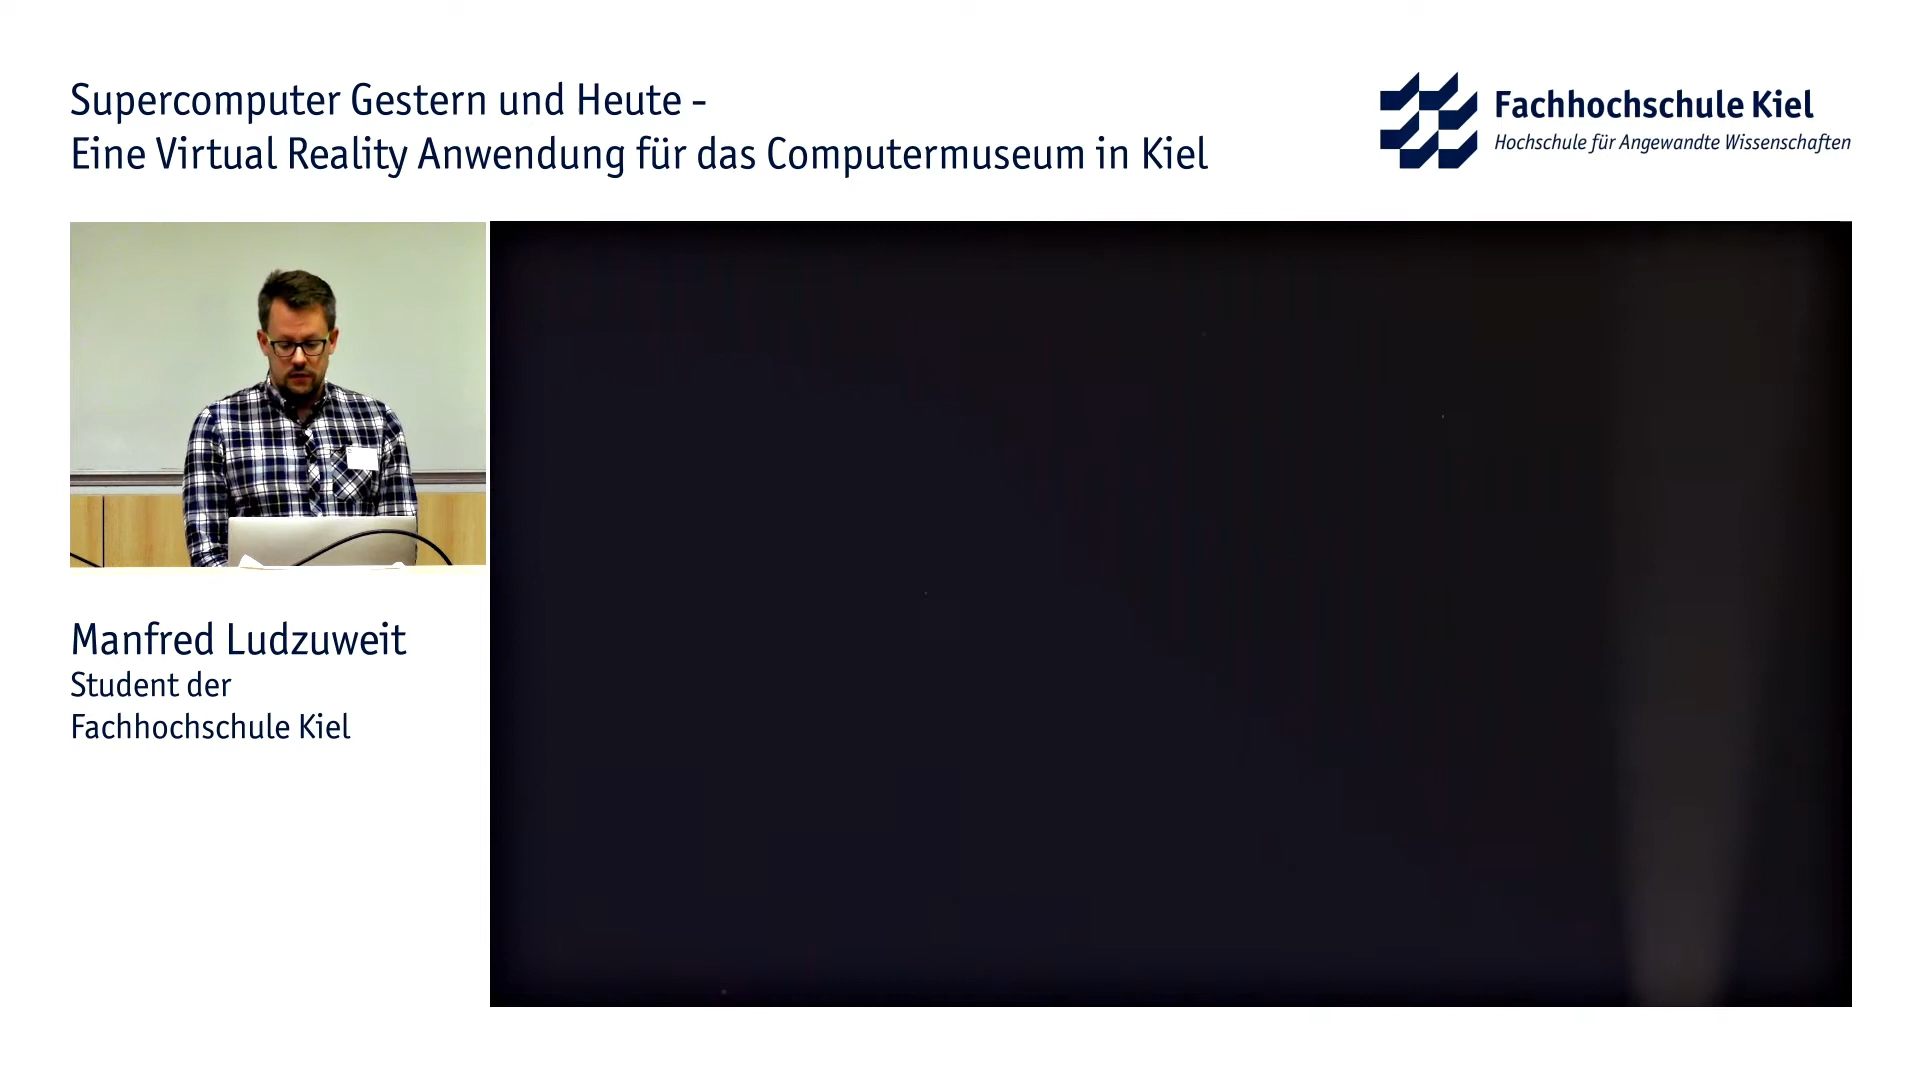 Supercomputer Gestern und Heute -
Eine Virtual Reality Anwendung für das Computermuseum in Kiel
Fachhochschule Kiel
Hochschule für Angewandte Wissenschaften
Manfred Ludzuweit
Student der
Fachhochschule Kiel